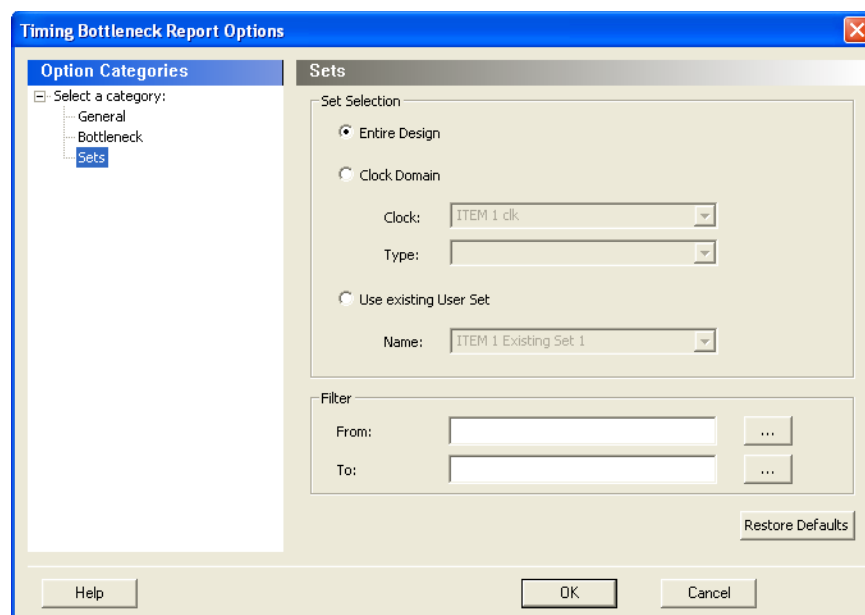 Timing Bottleneck Report Options
Option Categories
Select a category:
General
Bottleneck
Sets
Sets
Set Selection
Entire Design
Clock Domain
Clock: ITEM 1 clk
Type:
Use existing User Set
Name: ITEM 1 Existing Set 1
Filter
From: ...
To: ...
Restore Defaults
Help OK Cancel